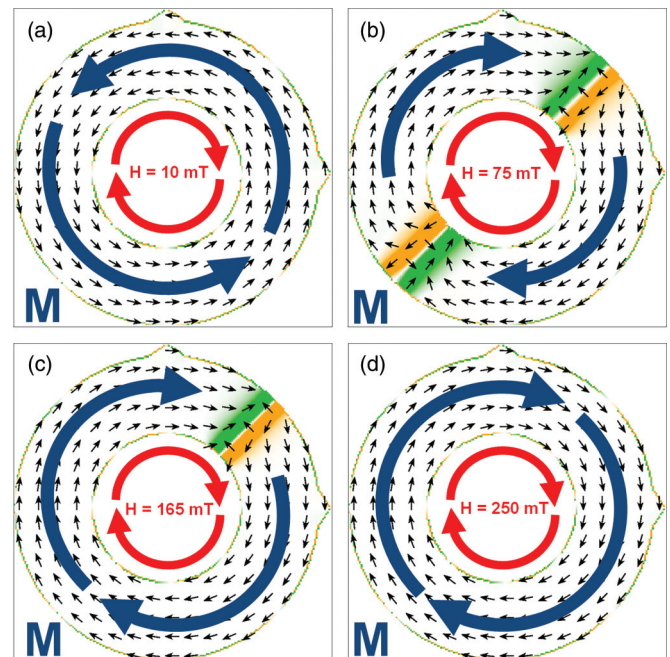 (a)
H = 10 mT
M
(b)
H = 75 mT
M
(c)
H = 165 mT
M
(d)
H = 250 mT
M